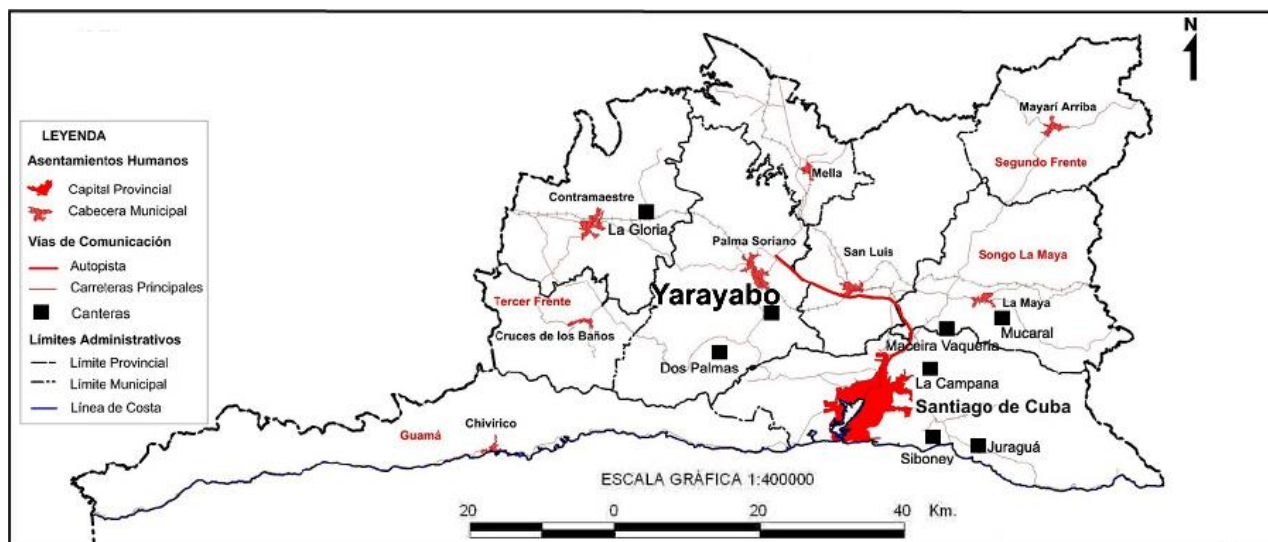 N
LEYENDA
Asentamientos Humanos
Capital Provincial
Cabecera Municipal
Vías de Comunicación
Autopista
Carreteras Principales
Canteras
Límites Administrativos
Límite Provincial
Límite Municipal
Línea de Costa
Mayarí Arriba
Segundo Frente
Mella
Contramaestre
La Gloria
Palma Soriano
San Luis
Songo La Maya
Yarayabo
La Maya
Mucaral
Tercer Frente
Cruces de los Baños
Maceira Vaquería
Dos Palmas
La Campana
Santiago de Cuba
Guamá
Chivirico
Siboney
Juraguá
ESCALA GRÁFICA 1:400000
20 0 20 40 Km.